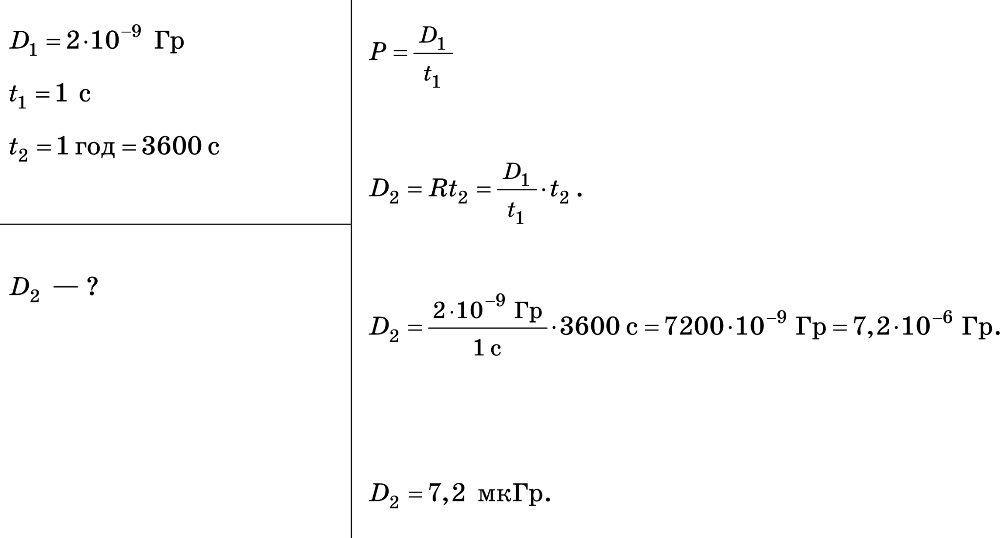 D₁ = 2·10⁻⁹ Гр
t₁ = 1 с
t₂ = 1 год = 3600 с
D₂ — ?
P = D₁/t₁
D₂ = Rt₂ = D₁/t₁ · t₂ .
D₂ = 2·10⁻⁹ Гр/1 с · 3600 с = 7200·10⁻⁹ Гр = 7,2·10⁻⁶ Гр.
D₂ = 7,2 мкГр.